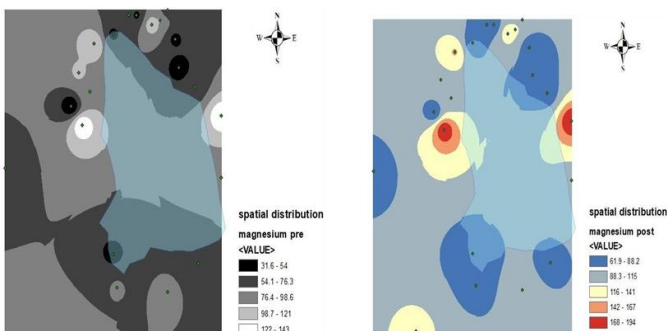 N
W E
S
spatial distribution
magnesium pre
<VALUE>
31.6 - 54
54.1 - 76.3
76.4 - 98.6
98.7 - 121
122 - 143
N
W E
S
spatial distribution
magnesium post
<VALUE>
61.9 - 88.2
88.3 - 115
116 - 141
142 - 167
168 - 194